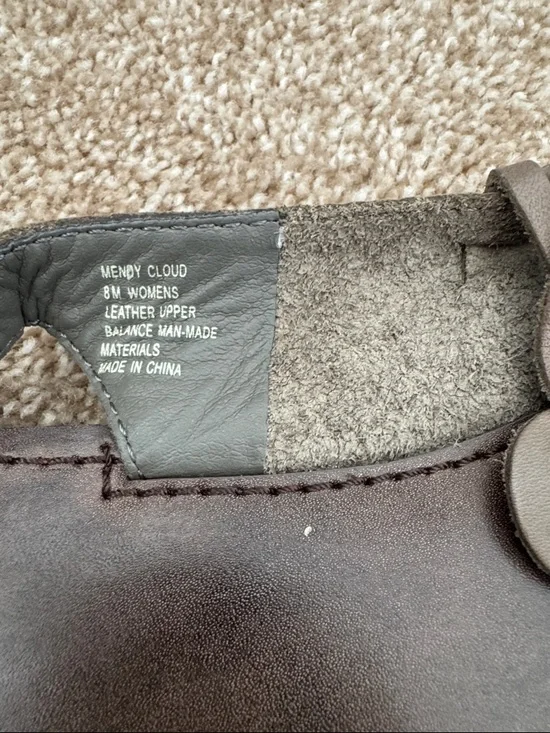 MENDY CLOUD
8M WOMENS
LEATHER UPPER
BALANCE MAN-MADE
MATERIALS
MADE IN CHINA